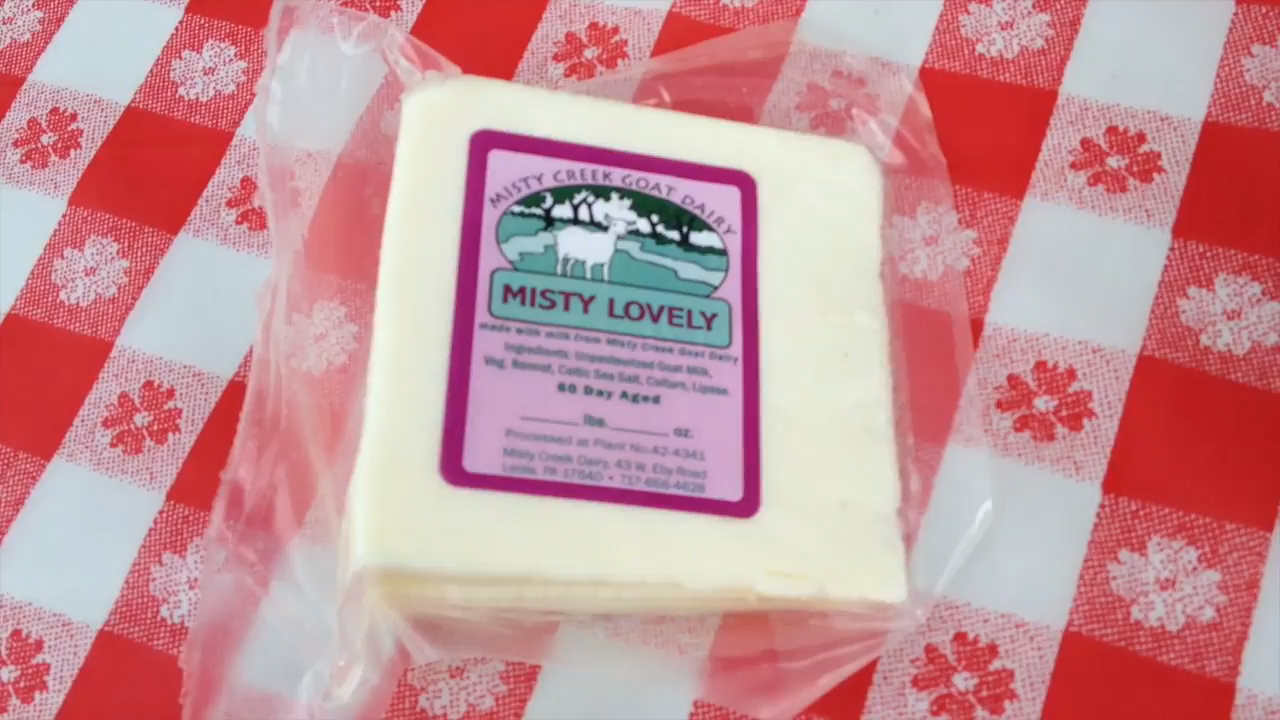 MISTY CREEK GOAT DAIRY
MISTY LOVELY
made with milk from Misty Creek Goat Dairy
Ingredients: Unpasteurized Goat Milk,
Veg. Rennet, Celtic Sea Salt, Culture, Lipase
60 Day Aged
lbs. oz.
Processed at Plant No.42-4341
Misty Creek Dairy, 43 W. Eby Road
Leola, PA 17540 • 717-656-4628